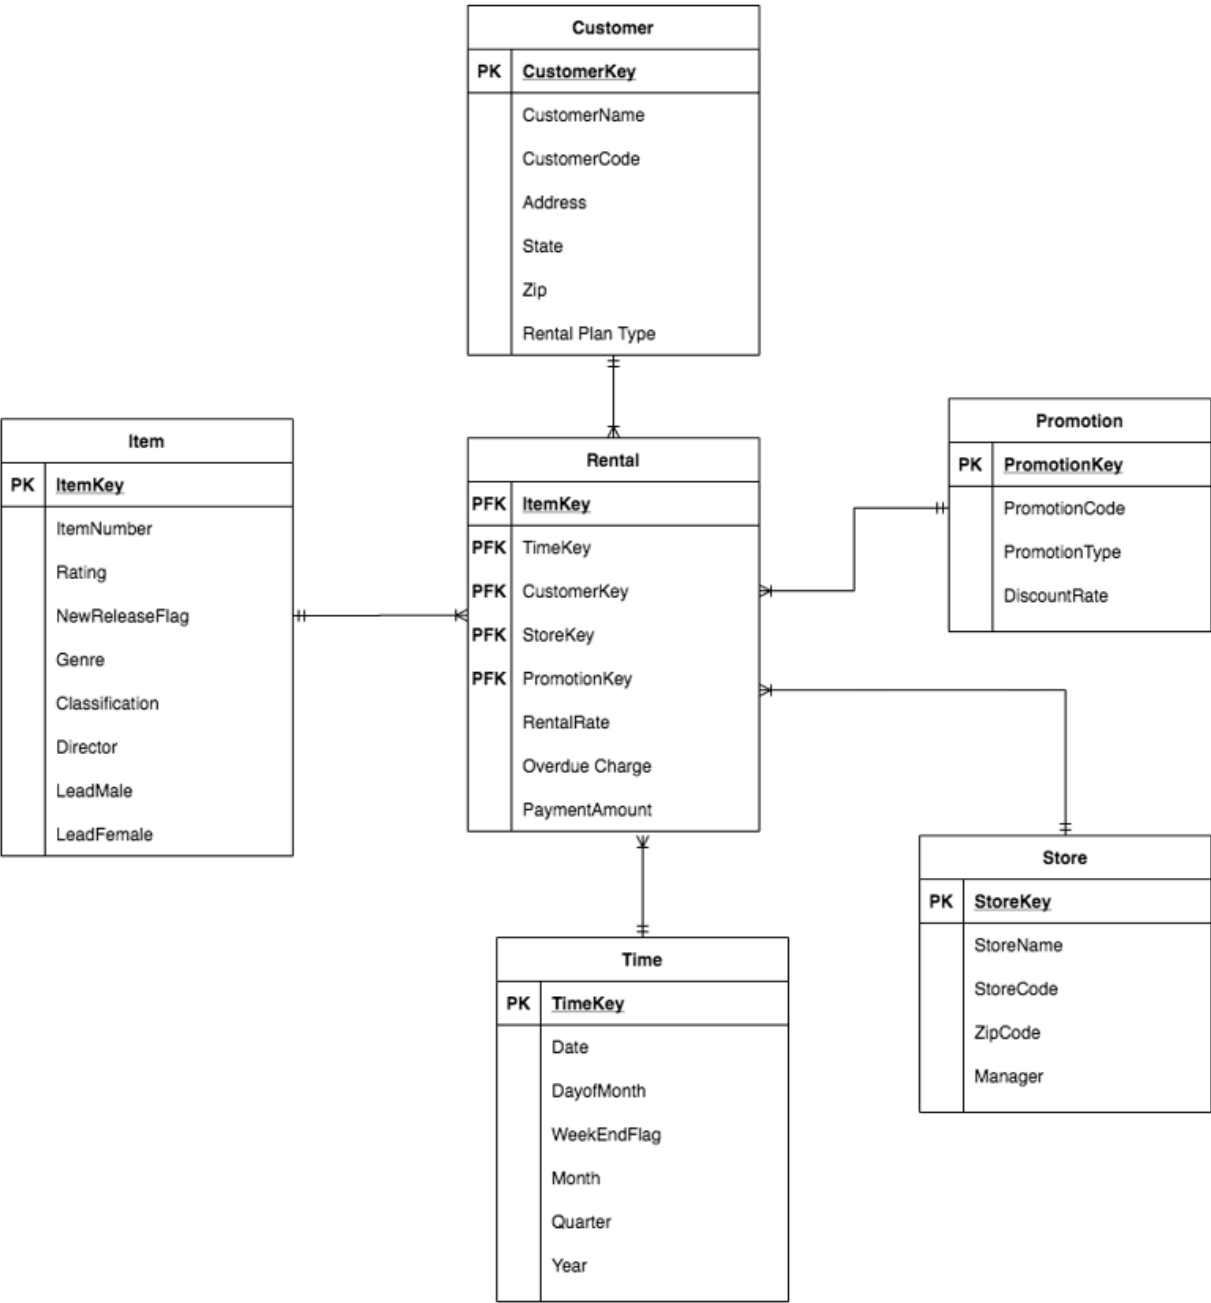 Customer
PK CustomerKey
CustomerName
CustomerCode
Address
State
Zip
Rental Plan Type
Item
PK ItemKey
ItemNumber
Rating
NewReleaseFlag
Genre
Classification
Director
LeadMale
LeadFemale
Rental
PFK ItemKey
PFK TimeKey
PFK CustomerKey
PFK StoreKey
PFK PromotionKey
RentalRate
Overdue Charge
PaymentAmount
Promotion
PK PromotionKey
PromotionCode
PromotionType
DiscountRate
Store
PK StoreKey
StoreName
StoreCode
ZipCode
Manager
Time
PK TimeKey
Date
DayofMonth
WeekEndFlag
Month
Quarter
Year